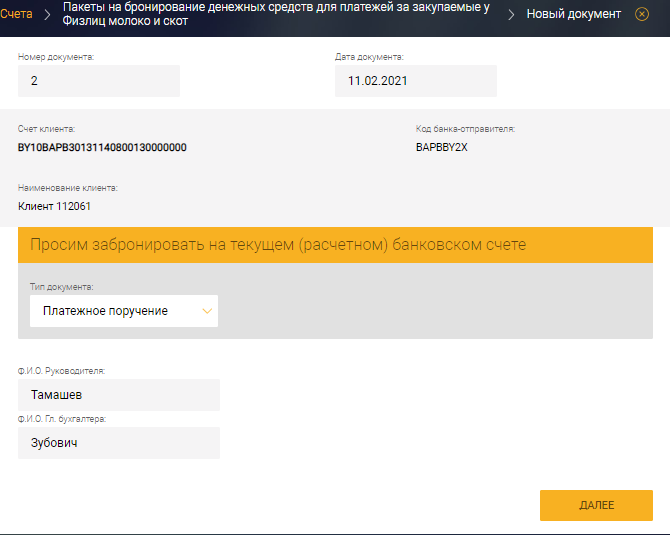 Счета
Пакеты на бронирование денежных средств для платежей за закупаемые у
Физлиц молоко и скот
Новый документ
Номер документа:
Дата документа:
2
11.02.2021
Счет клиента:
Код банка-отправителя:
BY10BAPB30131140800130000000
BAPBBY2X
Наименование клиента:
Клиент 112061
Просим забронировать на текущем (расчетном) банковском счете
Тип документа:
Платежное поручение
Ф.И.О. Руководителя:
Тамашев
Ф.И.О. Гл. бухгалтера:
Зубович
ДАЛЕЕ